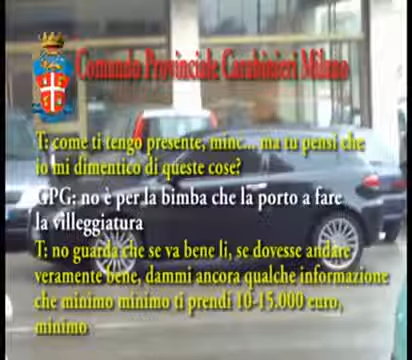 Comando Provinciale Carabinieri Milano
T: come ti tengo presente, minc... ma tu pensi che
io mi dimentico di queste cose?
GPG: no è per la bimba che la porto a fare
la villeggiatura
T: no guarda che se va bene li, se dovesse andare
veramente bene, dammi ancora qualche informazione
che minimo minimo ti prendi 10-15.000 euro,
minimo